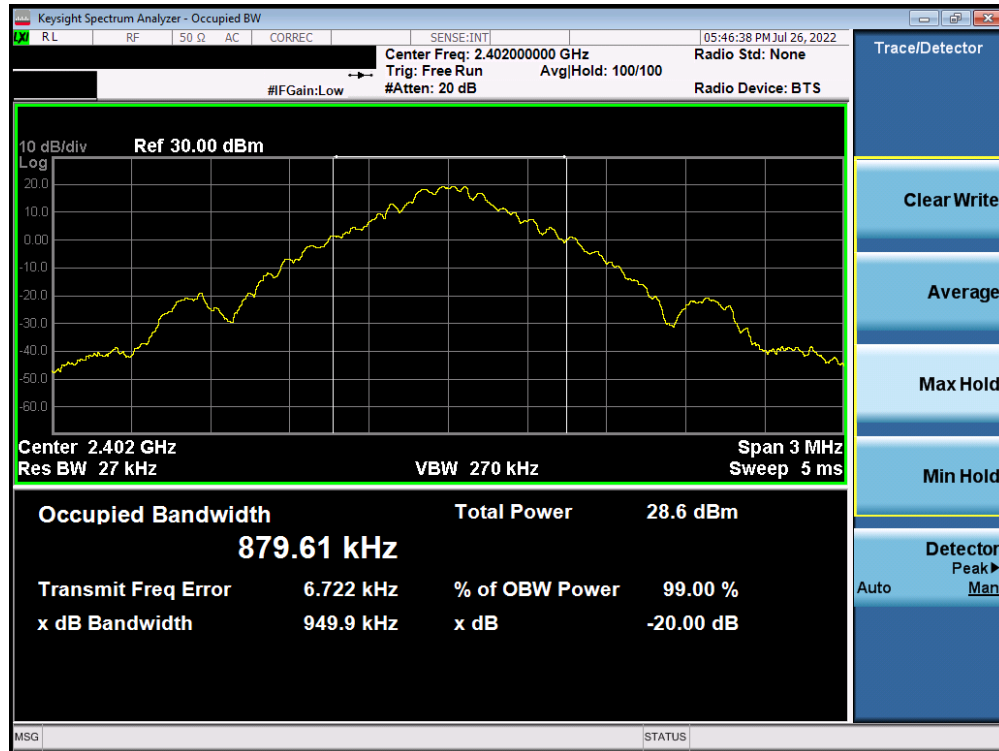 Keysight Spectrum Analyzer - Occupied BW
LXI RL RF 50 Ω AC CORREC SENSE:INT 05:46:38 PM Jul 26, 2022
Center Freq: 2.402000000 GHz Radio Std: None
Trig: Free Run Avg|Hold: 100/100
#IFGain:Low #Atten: 20 dB Radio Device: BTS
10 dB/div Ref 30.00 dBm
Log
20.0
10.0
0.00
-10.0
-20.0
-30.0
-40.0
-50.0
-60.0
Center 2.402 GHz Span 3 MHz
Res BW 27 kHz VBW 270 kHz Sweep 5 ms
Occupied Bandwidth Total Power 28.6 dBm
879.61 kHz
Transmit Freq Error 6.722 kHz % of OBW Power 99.00 %
x dB Bandwidth 949.9 kHz x dB -20.00 dB
MSG STATUS
Trace/Detector
Clear Write
Average
Max Hold
Min Hold
Detector
Peak▶
Auto Man